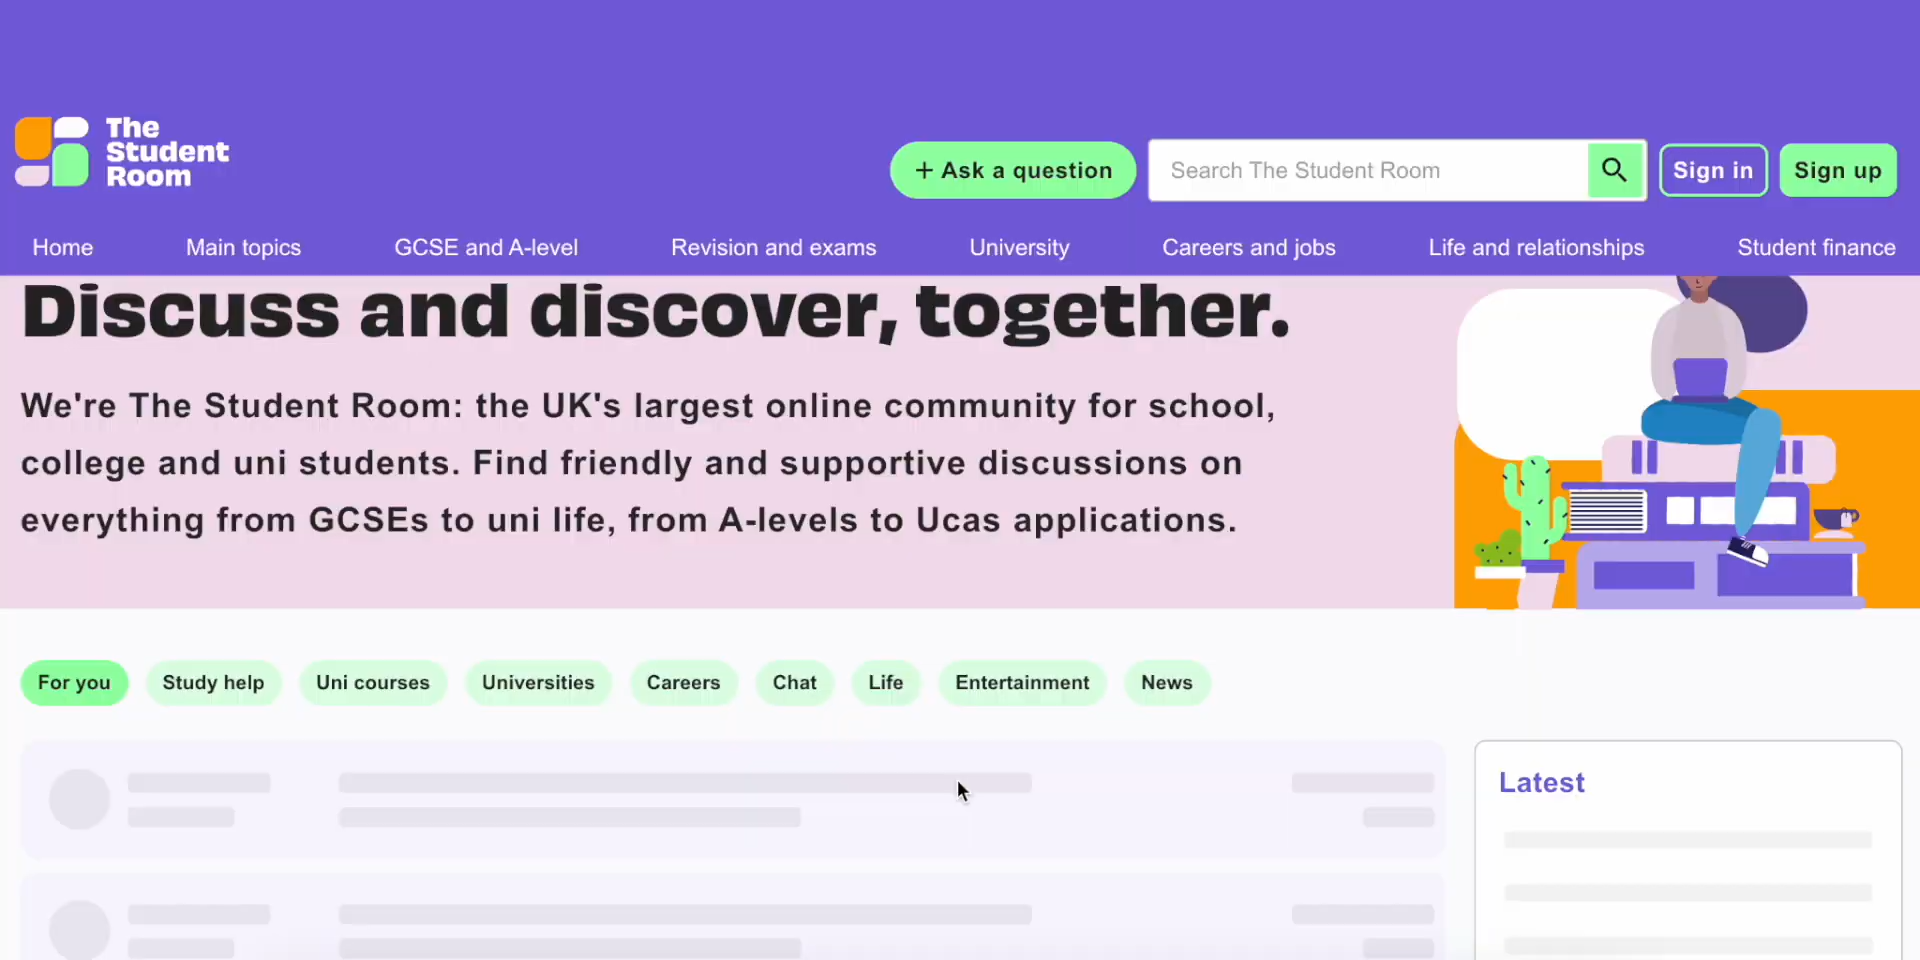 The
Student
Room
+ Ask a question
Search The Student Room
Sign in
Sign up
Home
Main topics
GCSE and A-level
Revision and exams
University
Careers and jobs
Life and relationships
Student finance
Discuss and discover, together.
We're The Student Room: the UK's largest online community for school,
college and uni students. Find friendly and supportive discussions on
everything from GCSEs to uni life, from A-levels to Ucas applications.
For you
Study help
Uni courses
Universities
Careers
Chat
Life
Entertainment
News
Latest